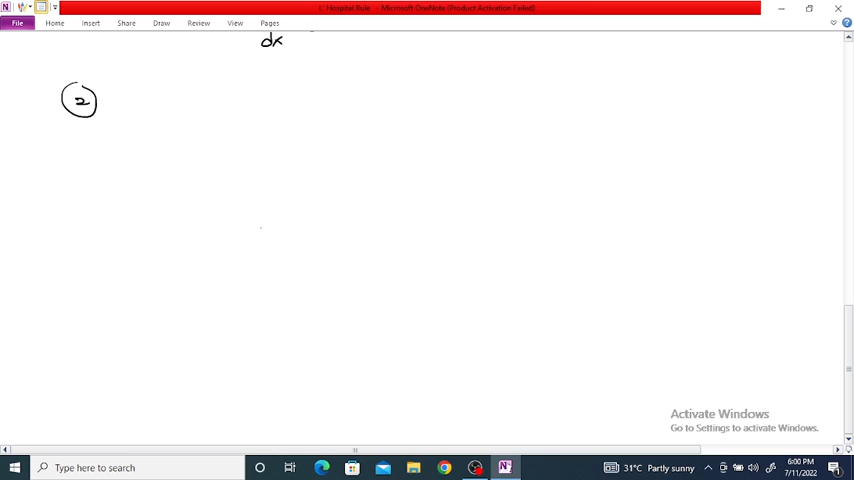 L' Hospital Rule - Microsoft OneNote (Product Activation Failed)
File Home Insert Share Draw Review View Pages
dx
2
Activate Windows
Go to Settings to activate Windows.
Type here to search
31°C Partly sunny
6:00 PM
7/11/2022